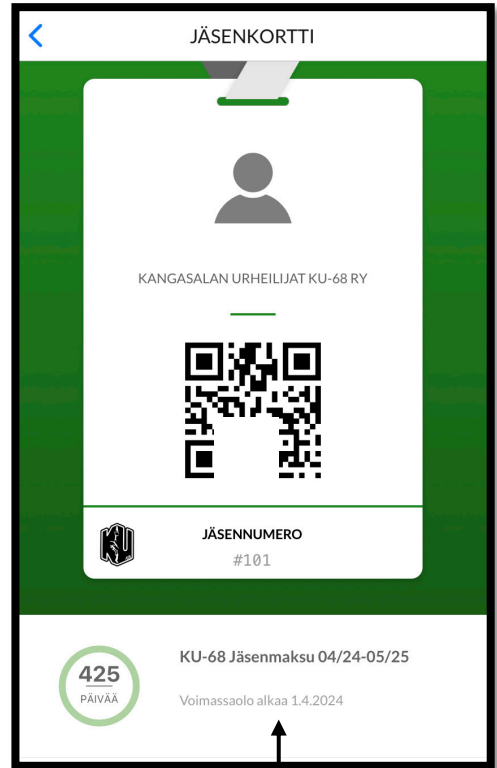 JÄSENKORTTI
KANGASALAN URHEILIJAT KU-68 RY
KU
JÄSENNUMERO
#101
425
PÄIVÄÄ
KU-68 Jäsenmaksu 04/24-05/25
Voimassaolo alkaa 1.4.2024